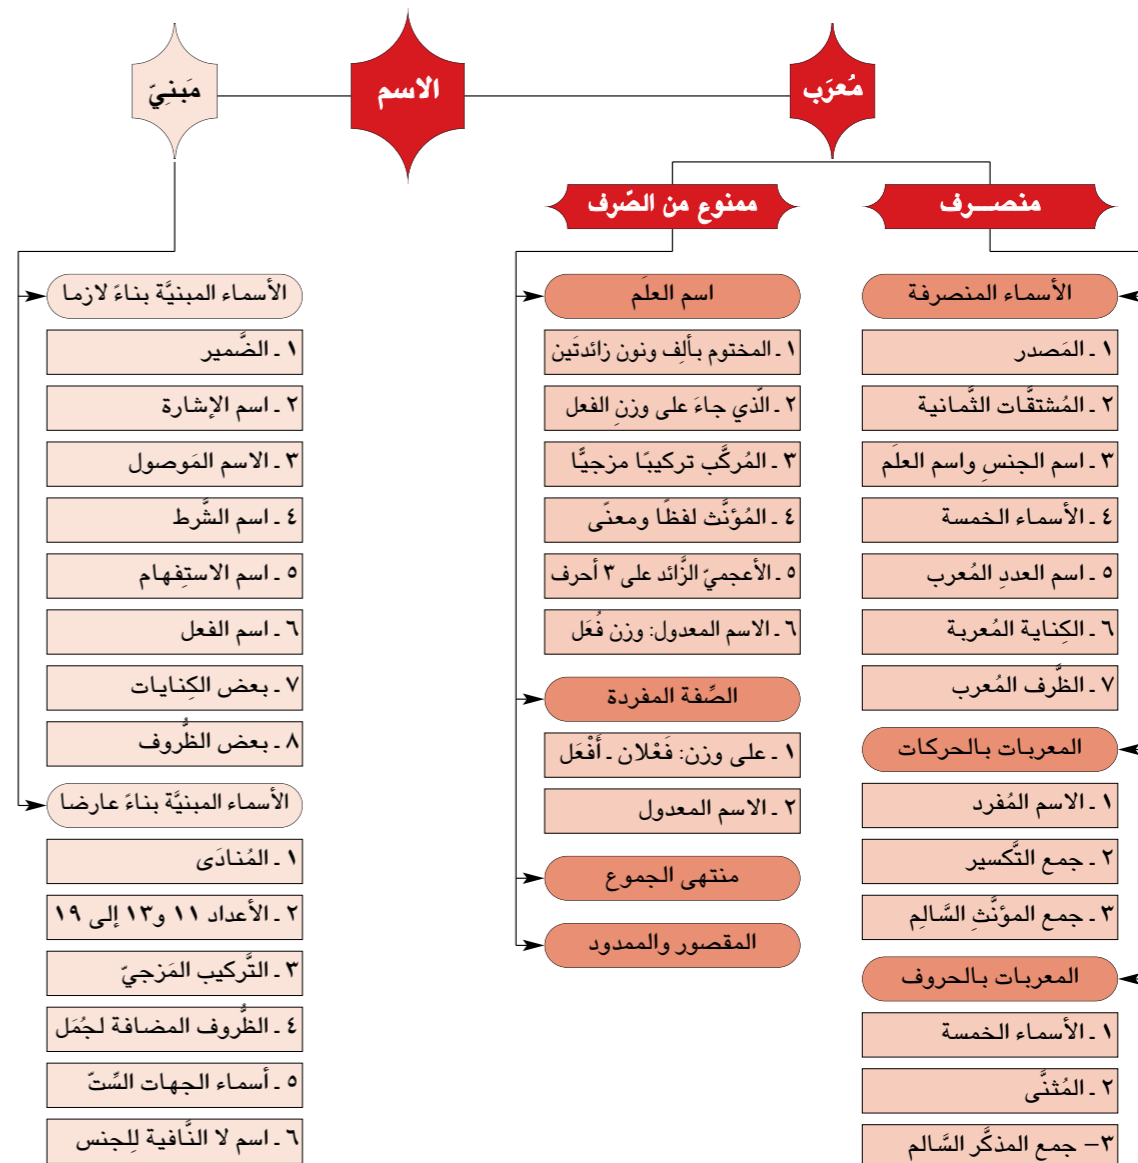 الاسم
مُعرَب
منصـــرف
الأسماء المنصرفة
١ ـ المَصدر
٢ ـ المُشتقَّات الثَّمانية
٣ ـ اسم الجنسِ واسم العلَم
٤ ـ الأسماء الخمسة
٥ ـ اسم العددِ المُعرب
٦ ـ الكِناية المُعربة
٧ ـ الظَّرف المُعرب
المعربات بالحركات
١ ـ الاسم المُفرد
٢ ـ جمع التَّكسير
٣ ـ جمع المؤنَّثِ السَّالِم
المعربات بالحروف
١ ـ الأسماء الخمسة
٢ ـ المُثنَّى
٣– جمع المذكَّر السَّالم
ممنوع من الصّرف
اسم العلَم
١ ـ المختوم بألِف ونون زائدتَين
٢ ـ الّذي جاءَ على وزنِ الفعل
٣ ـ المُركَّب تركيبًا مزجيًّا
٤ ـ المُؤنَّث لفظًا ومعنًى
٥ ـ الأعجميّ الزَّائد على ٣ أحرف
٦ ـ الاسم المعدول: وزن فُعَل
الصِّفة المفردة
١ ـ على وزن: فَعْلان ـ أَفْعَل
٢ ـ الاسم المعدول
منتهى الجموع
المقصور والممدود
مَبنِيّ
الأسماء المبنيَّة بناءً لازما
١ ـ الضَّمير
٢ ـ اسم الإشارة
٣ ـ الاسم المَوصول
٤ ـ اسم الشَّرط
٥ ـ اسم الاستِفهام
٦ ـ اسم الفعل
٧ ـ بعض الكِنايات
٨ ـ بعض الظُّروف
الأسماء المبنيَّة بناءً عارضا
١ ـ المُنادَى
٢ ـ الأعداد ١١ و١٣ إلى ١٩
٣ ـ التَّركيب المَزجيّ
٤ ـ الظُّروف المضافة لجُمَل
٥ ـ أسماء الجهات السِّتّ
٦ ـ اسم لا النَّافية لِلجنس